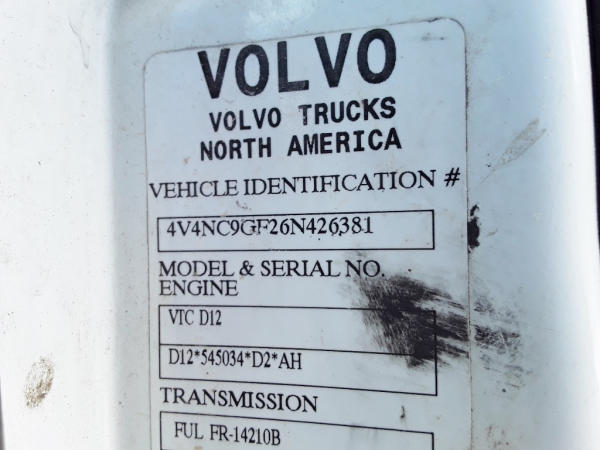 VOLVO
VOLVO TRUCKS
NORTH AMERICA
VEHICLE IDENTIFICATION #
4V4NC9GF26N426381
MODEL & SERIAL NO.
ENGINE
VTC D12
D12*545034*D2*AH
TRANSMISSION
FUL FR-14210B